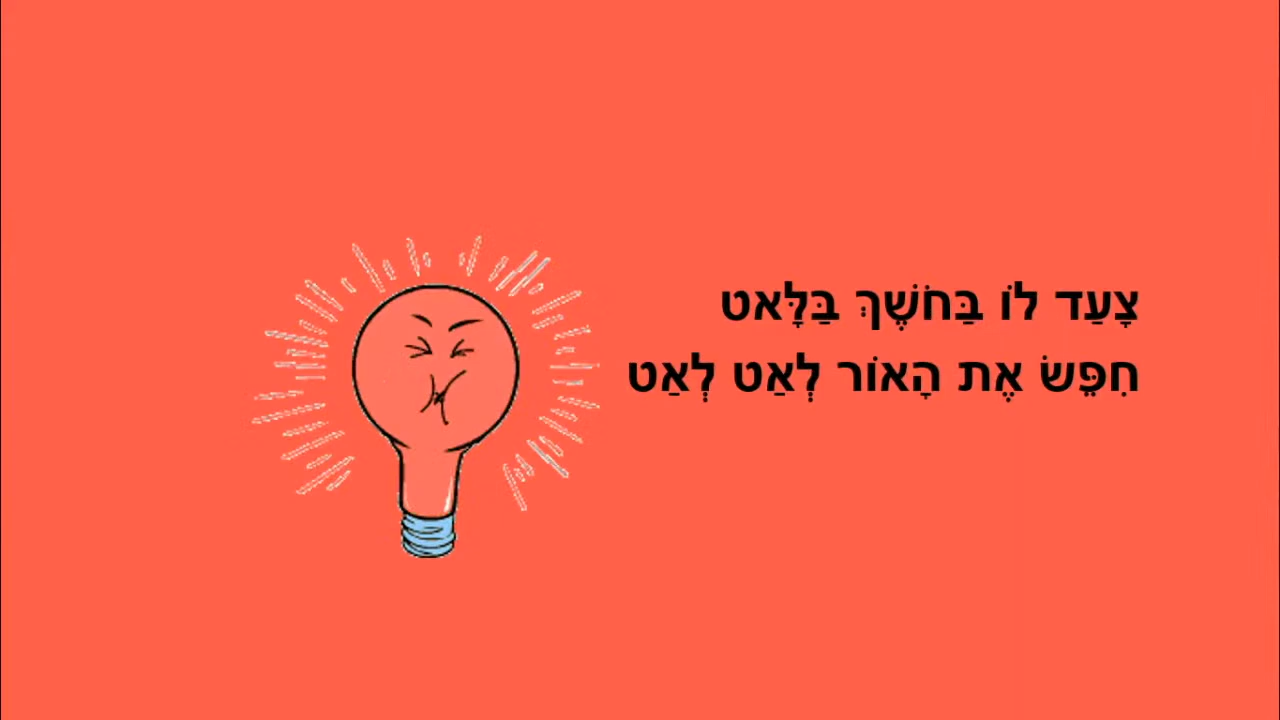 צָעַד לוֹ בַּחֹשֶׁךְ בַּלָּאט
חִפֵּשׂ אֶת הָאוֹר לְאַט לְאַט